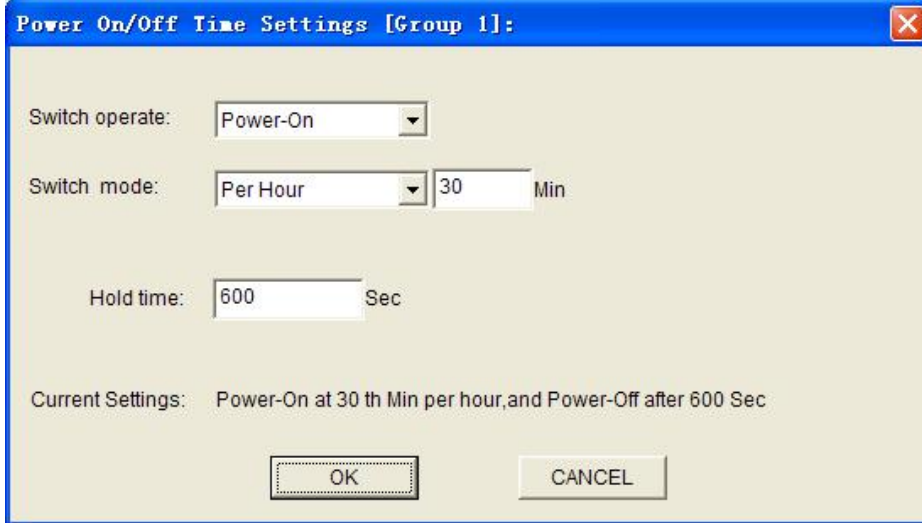 Power On/Off Time Settings [Group 1]:
Switch operate: Power-On
Switch mode: Per Hour 30 Min
Hold time: 600 Sec
Current Settings: Power-On at 30 th Min per hour,and Power-Off after 600 Sec
OK CANCEL